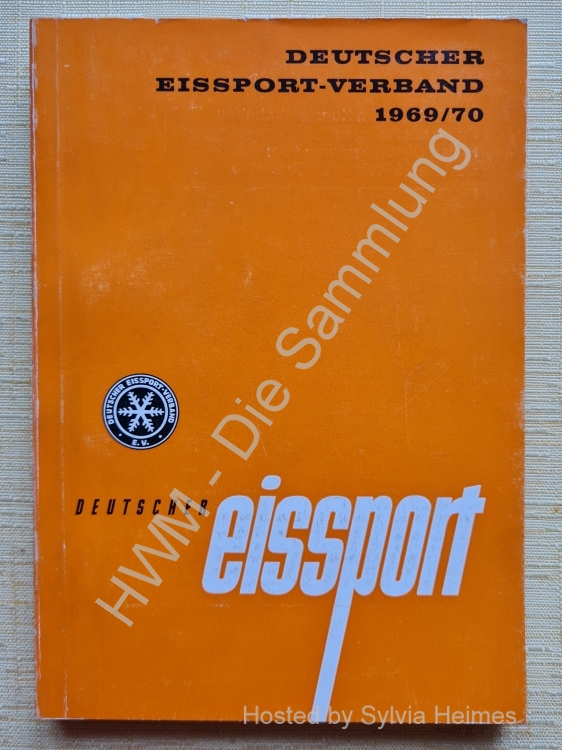 DEUTSCHER
EISSPORT-VERBAND
1969/70
HWM - Die Sammlung
DEUTSCHER EISSPORT-VERBAND
E.V.
DEUTSCHER
eissport
Hosted by Sylvia Heimes